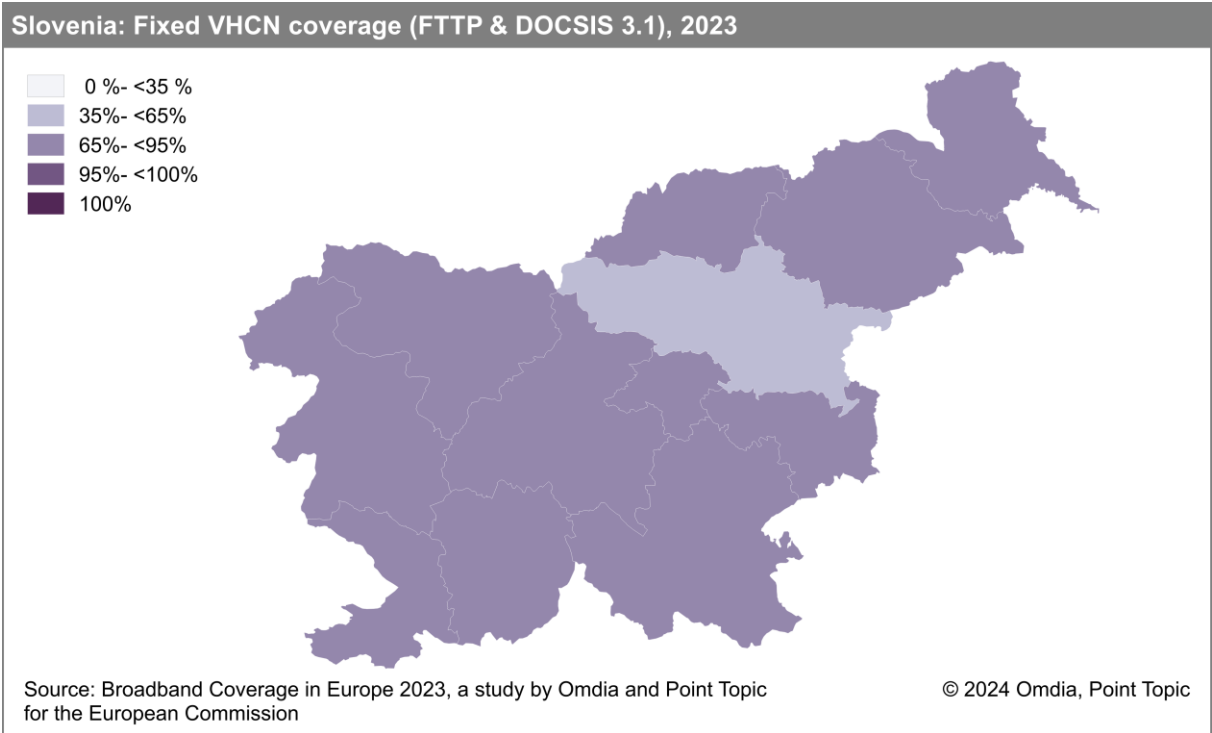 Slovenia: Fixed VHCN coverage (FTTP & DOCSIS 3.1), 2023
0 %- <35 %
35%- <65%
65%- <95%
95%- <100%
100%
Source: Broadband Coverage in Europe 2023, a study by Omdia and Point Topic
for the European Commission
© 2024 Omdia, Point Topic